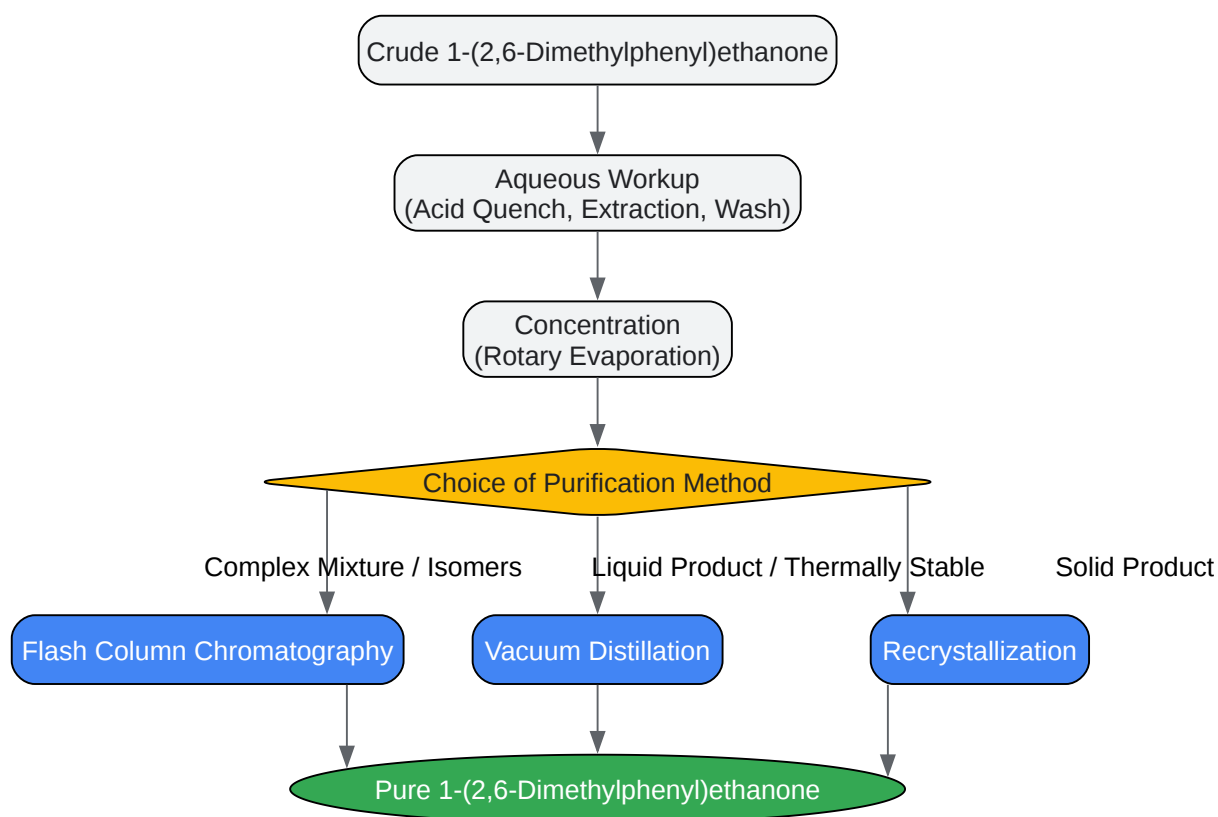 Crude 1-(2,6-Dimethylphenyl)ethanone
Aqueous Workup
(Acid Quench, Extraction, Wash)
Concentration
(Rotary Evaporation)
Choice of Purification Method
Complex Mixture / Isomers
Liquid Product / Thermally Stable
Solid Product
Flash Column Chromatography
Vacuum Distillation
Recrystallization
Pure 1-(2,6-Dimethylphenyl)ethanone